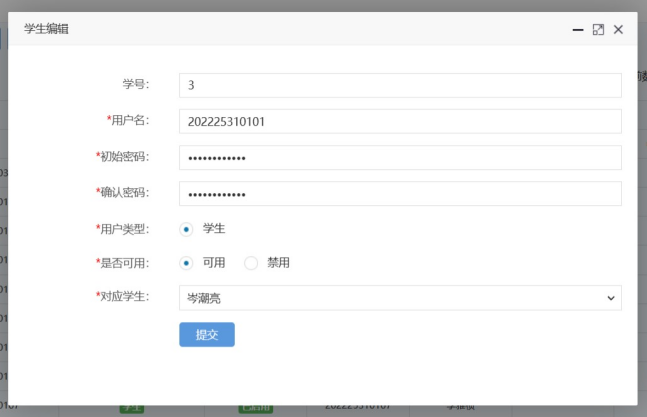 学生编辑
学号: 3
*用户名: 202225310101
*初始密码: ••••••••••••
*确认密码: ••••••••••••
*用户类型: 学生
*是否可用: 可用 禁用
*对应学生: 岑潮亮
提交